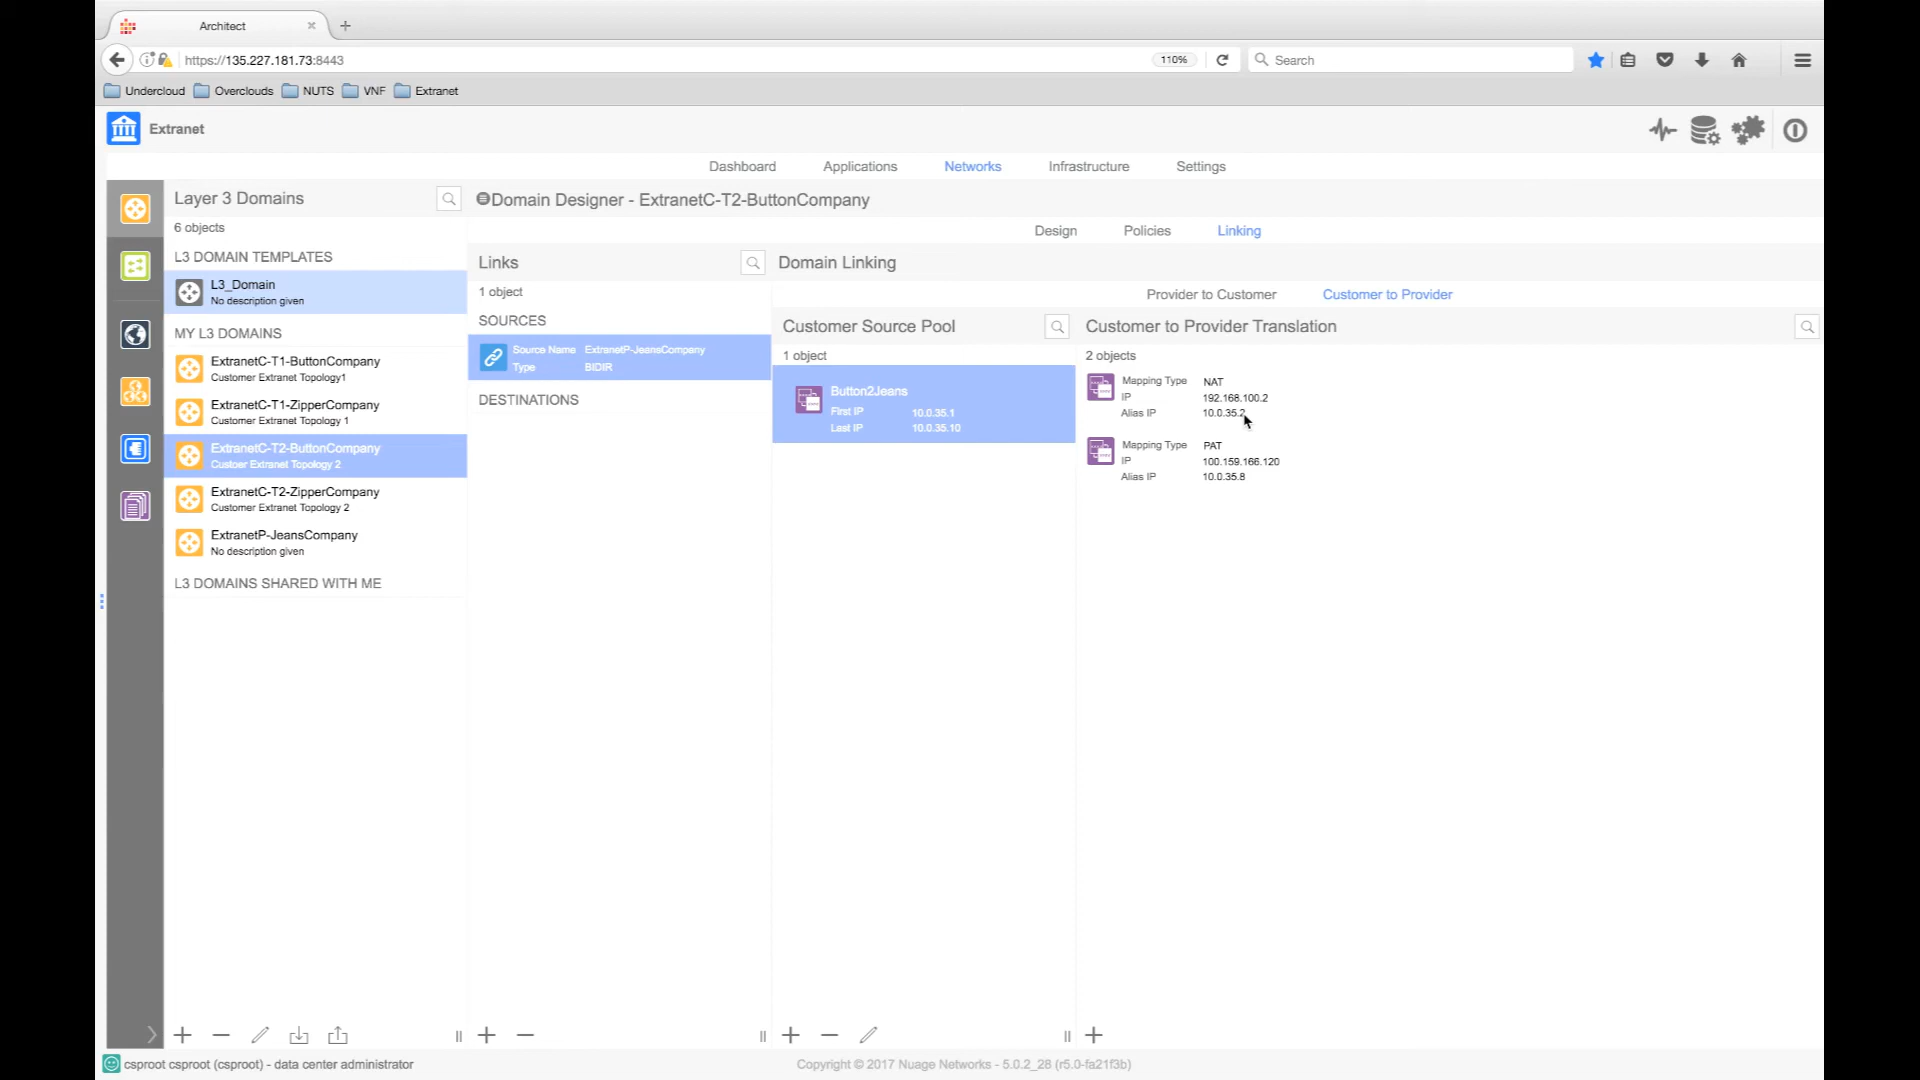 Architect
https://135.227.181.73:8443
110%
Search
Undercloud
Overclouds
NUTS
VNF
Extranet
Extranet
Dashboard
Applications
Networks
Infrastructure
Settings
Layer 3 Domains
6 objects
L3 DOMAIN TEMPLATES
L3_Domain
No description given
MY L3 DOMAINS
ExtranetC-T1-ButtonCompany
Customer Extranet Topology1
ExtranetC-T1-ZipperCompany
Customer Extranet Topology 1
ExtranetC-T2-ButtonCompany
Custoer Extranet Topology 2
ExtranetC-T2-ZipperCompany
Customer Extranet Topology 2
ExtranetP-JeansCompany
No description given
L3 DOMAINS SHARED WITH ME
Domain Designer - ExtranetC-T2-ButtonCompany
Design
Policies
Linking
Links
1 object
SOURCES
Source Name ExtranetP-JeansCompany
Type BIDIR
DESTINATIONS
Domain Linking
Provider to Customer
Customer to Provider
Customer Source Pool
1 object
Button2Jeans
First IP 10.0.35.1
Last IP 10.0.35.10
Customer to Provider Translation
2 objects
Mapping Type NAT
IP 192.168.100.2
Alias IP 10.0.35.2
Mapping Type PAT
IP 100.159.166.120
Alias IP 10.0.35.8
csproot csproot (csproot) - data center administrator
Copyright © 2017 Nuage Networks - 5.0.2_28 (r5.0-fa21f3b)